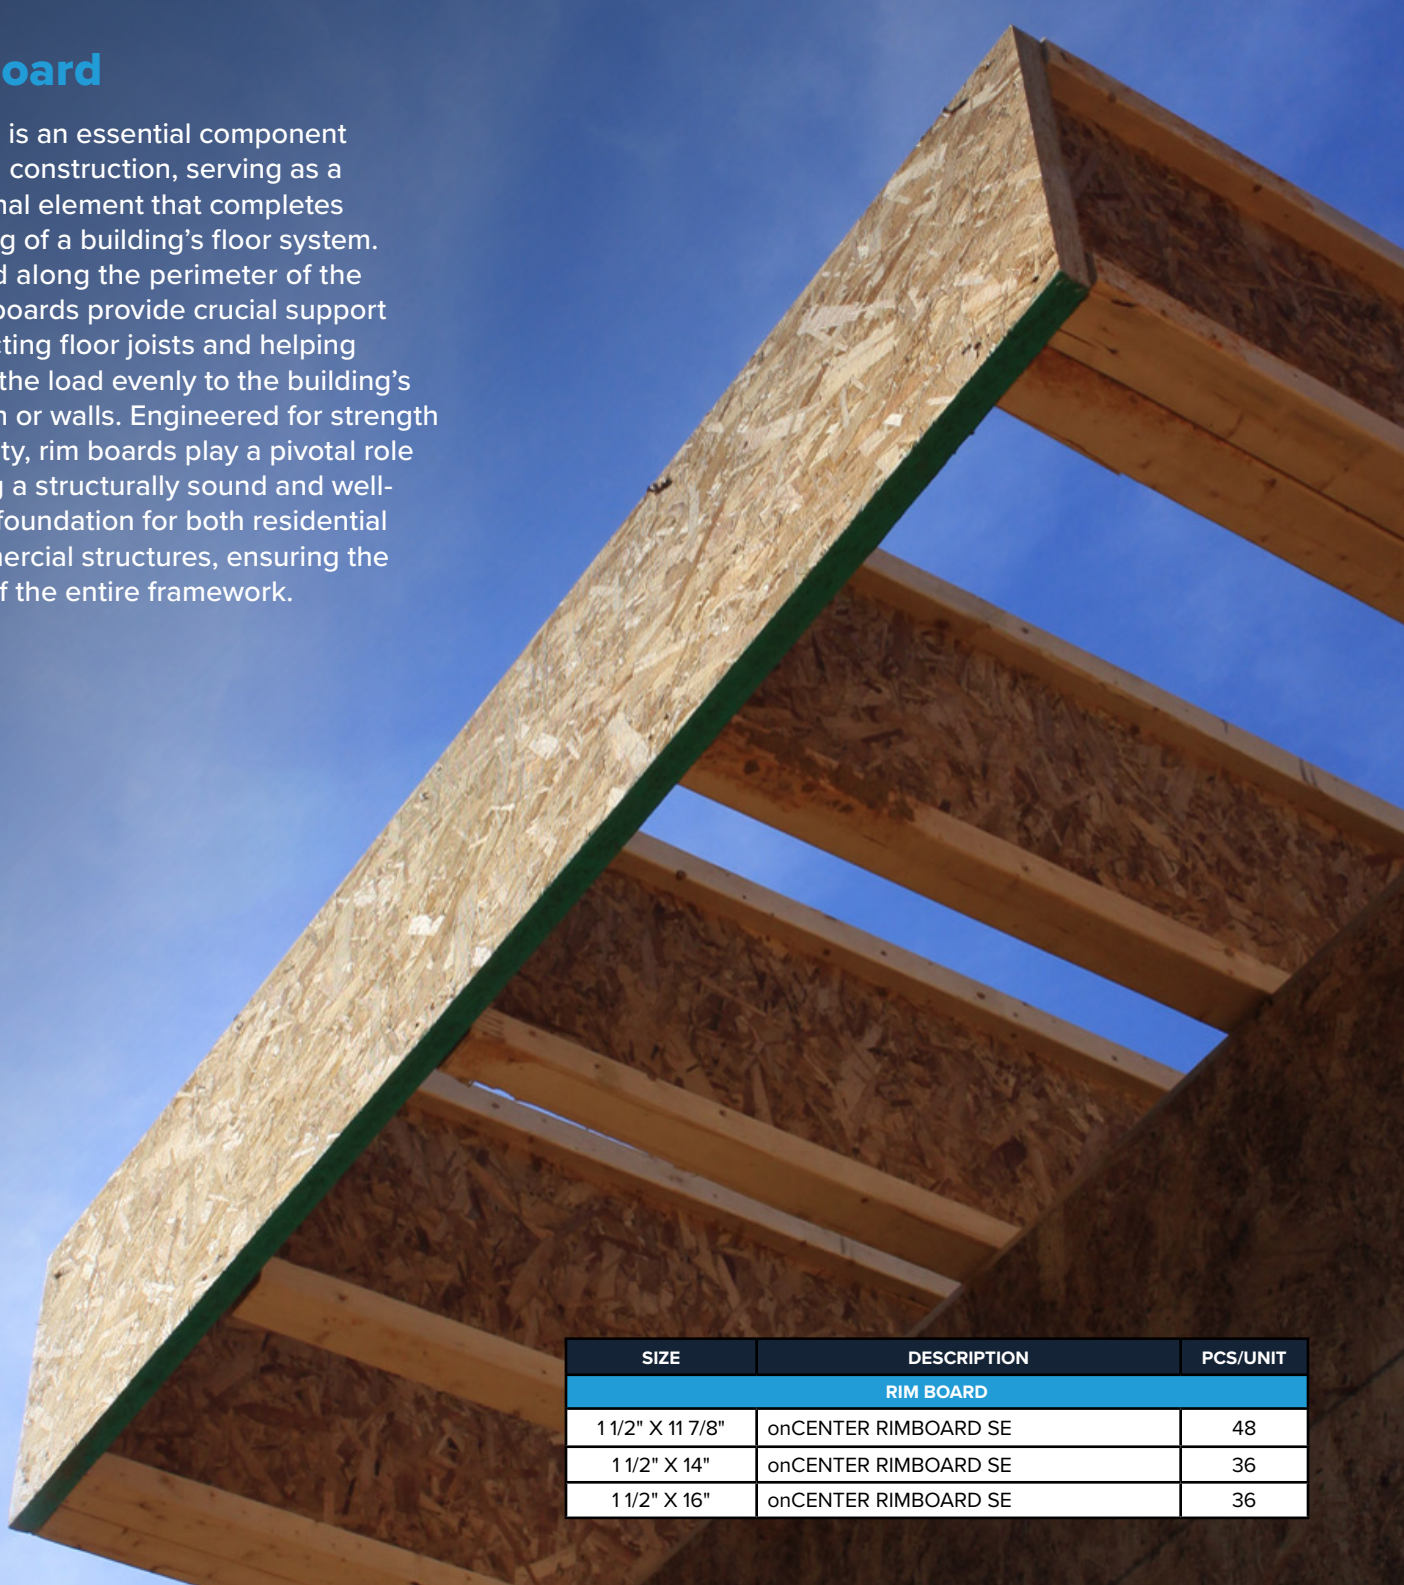 oard
is an essential component
construction, serving as a
nal element that completes
g of a building’s floor system.
d along the perimeter of the
boards provide crucial support
cting floor joists and helping
the load evenly to the building’s
n or walls. Engineered for strength
ty, rim boards play a pivotal role
g a structurally sound and well-
foundation for both residential
nercial structures, ensuring the
f the entire framework.
SIZE DESCRIPTION PCS/UNIT
RIM BOARD
1 1/2" X 11 7/8" onCENTER RIMBOARD SE 48
1 1/2" X 14" onCENTER RIMBOARD SE 36
1 1/2" X 16" onCENTER RIMBOARD SE 36